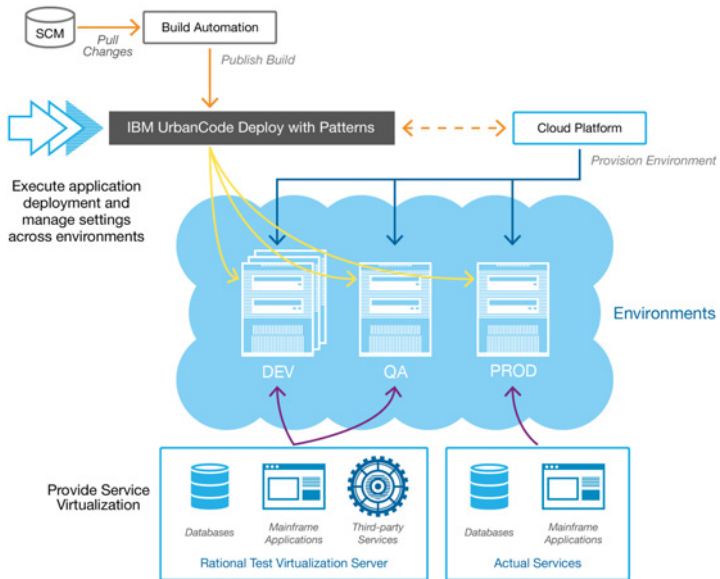 SCM
Pull
Changes
Build Automation
Publish Build
IBM UrbanCode Deploy with Patterns
Cloud Platform
Provision Environment
Execute application
deployment and
manage settings
across environments
Environments
DEV
QA
PROD
Provide Service
Virtualization
Databases
Mainframe
Applications
Third-party
Services
Rational Test Virtualization Server
Databases
Mainframe
Applications
Actual Services